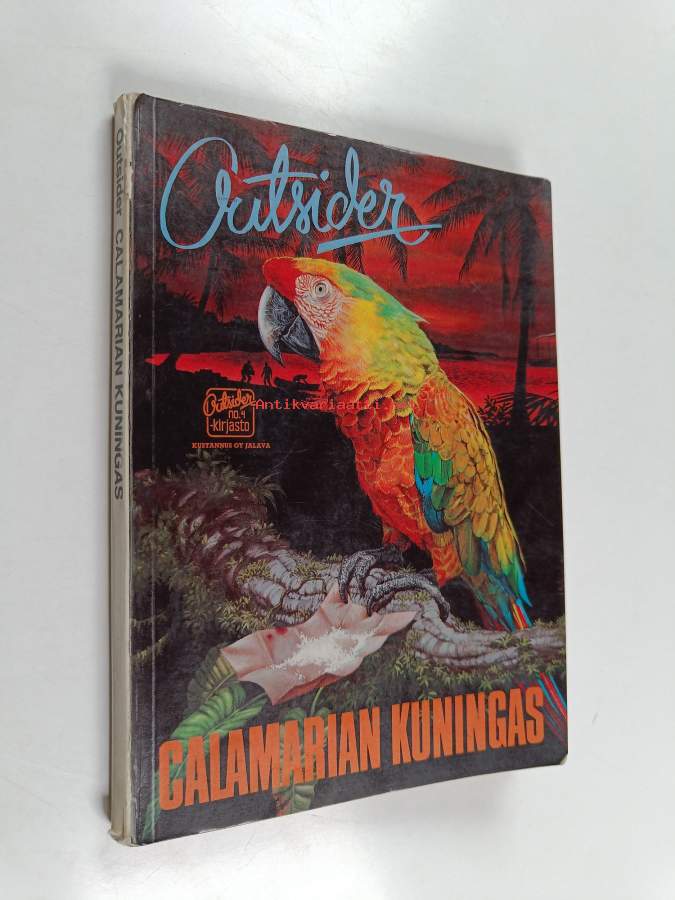 Outsider
Outsider
no.4
-kirjasto
KUSTANNUS OY JALAVA
Antikvariaatti.
CALAMARIAN KUNINGAS
Outsider CALAMARIAN KUNINGAS